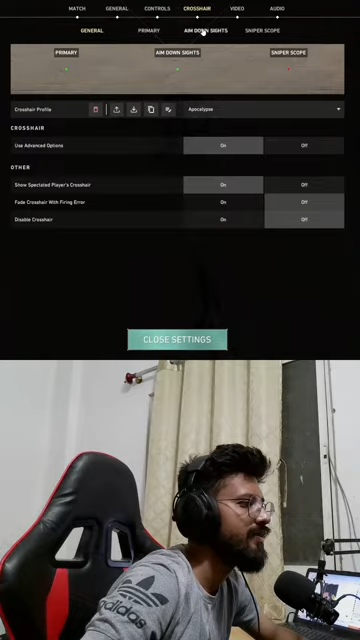 MATCH GENERAL CONTROLS CROSSHAIR VIDEO AUDIO
GENERAL PRIMARY AIM DOWN SIGHTS SNIPER SCOPE
PRIMARY AIM DOWN SIGHTS SNIPER SCOPE
Crosshair Profile Apocalypse
CROSSHAIR
Use Advanced Options On Off
OTHER
Show Spectated Player's Crosshair On Off
Fade Crosshair With Firing Error On Off
Disable Crosshair On Off
CLOSE SETTINGS
adidas